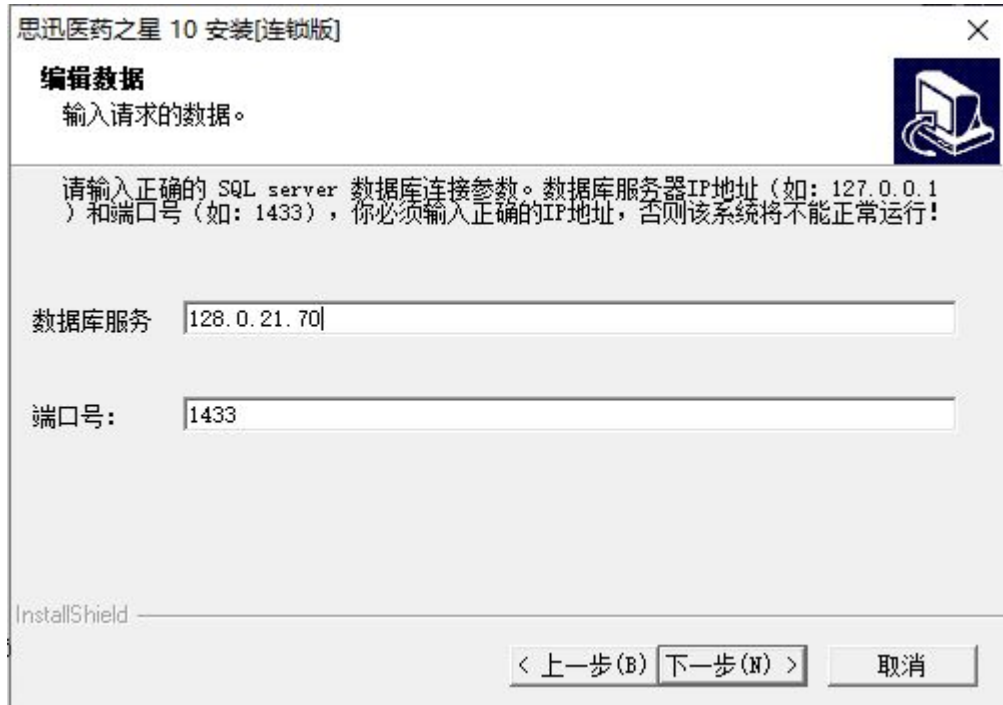 思迅医药之星 10 安装[连锁版]
编辑数据
输入请求的数据。
请输入正确的 SQL server 数据库连接参数。数据库服务器IP地址（如：127.0.0.1
）和端口号（如：1433），你必须输入正确的IP地址，否则该系统将不能正常运行！
数据库服务 128.0.21.70
端口号： 1433
InstallShield
< 上一步(B) 下一步(N) > 取消